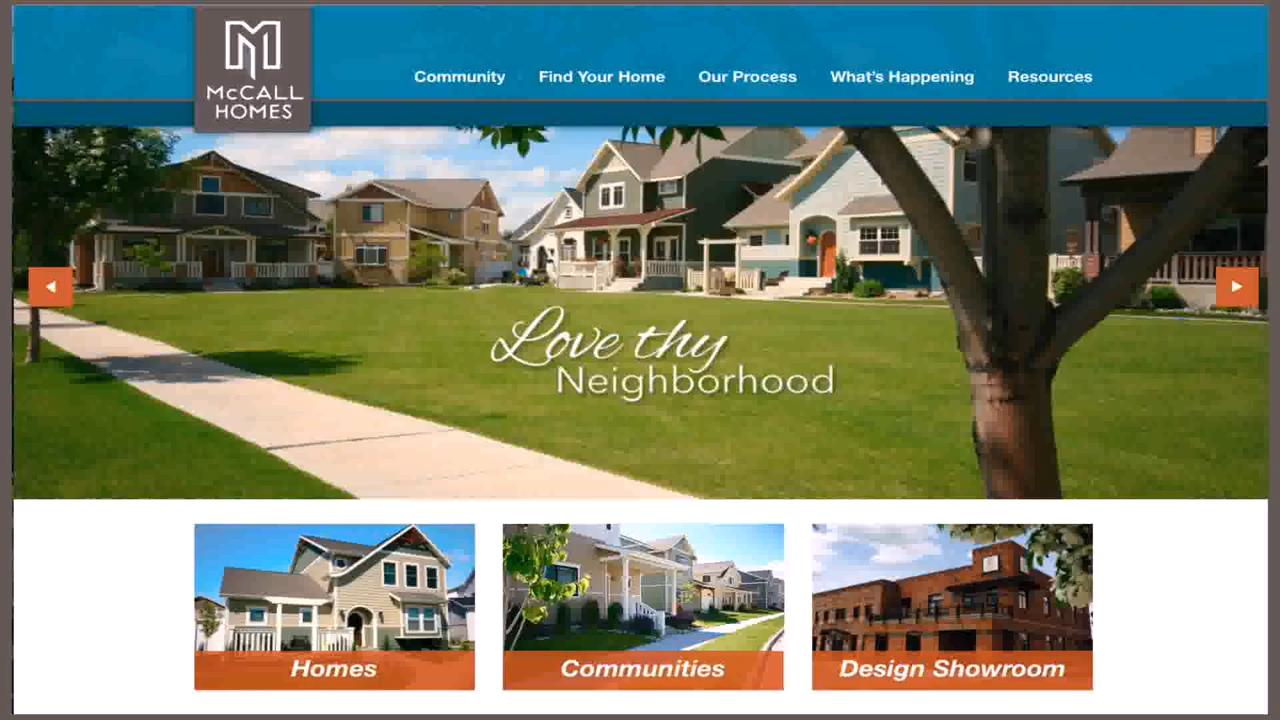 McCALL
HOMES
Community Find Your Home Our Process What's Happening Resources
Love thy
Neighborhood
Homes
Communities
Design Showroom